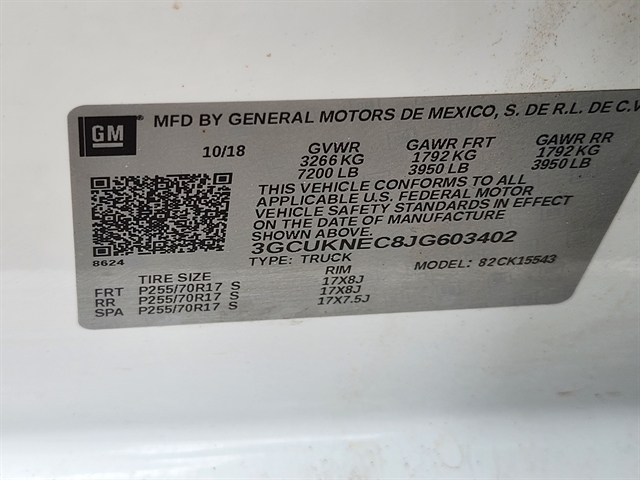 GM
MFD BY GENERAL MOTORS DE MEXICO, S. DE R.L. DE C.V
10/18 GVWR GAWR FRT GAWR RR
3266 KG 1792 KG 1792 KG
7200 LB 3950 LB 3950 LB
THIS VEHICLE CONFORMS TO ALL
APPLICABLE U.S. FEDERAL MOTOR
VEHICLE SAFETY STANDARDS IN EFFECT
ON THE DATE OF MANUFACTURE SHOWN ABOVE.
3GCUKNEC8JG603402
8624
TYPE: TRUCK MODEL: 82CK15543
TIRE SIZE RIM
FRT P255/70R17 S 17X8J
RR P255/70R17 S 17X8J
SPA P255/70R17 S 17X7.5J